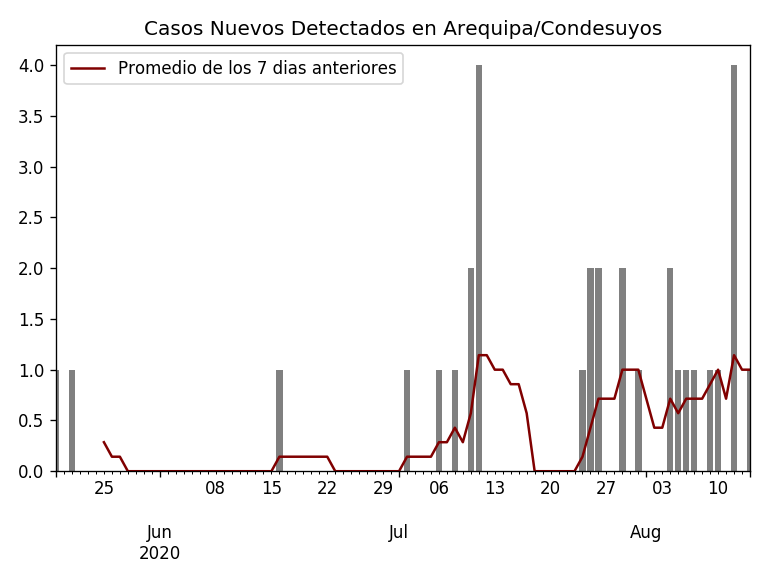 Casos Nuevos Detectados en Arequipa/Condesuyos
Promedio de los 7 dias anteriores
4.0
3.5
3.0
2.5
2.0
1.5
1.0
0.5
0.0
25 08 15 22 29 06 13 20 27 03 10
Jun Jul Aug
2020